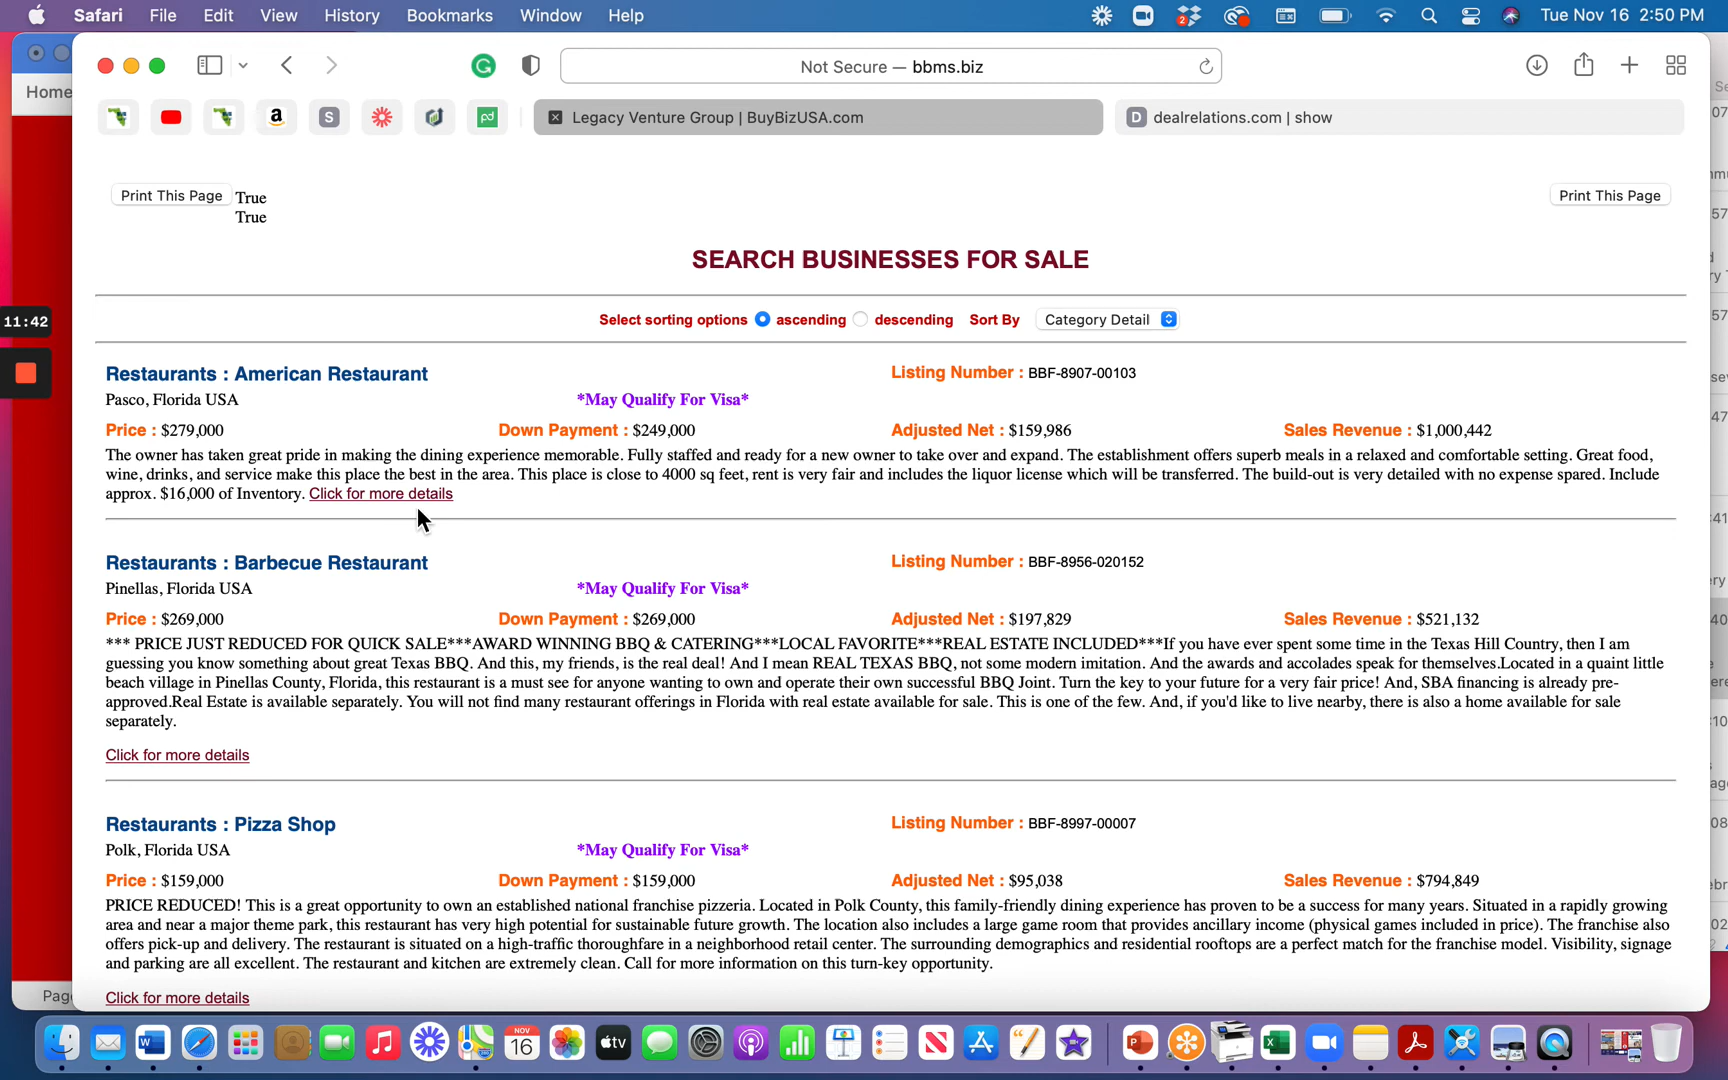 Safari File Edit View History Bookmarks Window Help Tue Nov 16 2:50 PM
Home
Not Secure — bbms.biz
Legacy Venture Group | BuyBizUSA.com
dealrelations.com | show
Print This Page True
True
Print This Page
SEARCH BUSINESSES FOR SALE
11:42
Select sorting options ascending descending Sort By Category Detail
Restaurants : American Restaurant Listing Number : BBF-8907-00103
Pasco, Florida USA *May Qualify For Visa*
Price : $279,000 Down Payment : $249,000 Adjusted Net : $159,986 Sales Revenue : $1,000,442
The owner has taken great pride in making the dining experience memorable. Fully staffed and ready for a new owner to take over and expand. The establishment offers superb meals in a relaxed and comfortable setting. Great food,
wine, drinks, and service make this place the best in the area. This place is close to 4000 sq feet, rent is very fair and includes the liquor license which will be transferred. The build-out is very detailed with no expense spared. Include
approx. $16,000 of Inventory. Click for more details
Restaurants : Barbecue Restaurant Listing Number : BBF-8956-020152
Pinellas, Florida USA *May Qualify For Visa*
Price : $269,000 Down Payment : $269,000 Adjusted Net : $197,829 Sales Revenue : $521,132
*** PRICE JUST REDUCED FOR QUICK SALE***AWARD WINNING BBQ & CATERING***LOCAL FAVORITE***REAL ESTATE INCLUDED***If you have ever spent some time in the Texas Hill Country, then I am
guessing you know something about great Texas BBQ. And this, my friends, is the real deal! And I mean REAL TEXAS BBQ, not some modern imitation. And the awards and accolades speak for themselves.Located in a quaint little
beach village in Pinellas County, Florida, this restaurant is a must see for anyone wanting to own and operate their own successful BBQ Joint. Turn the key to your future for a very fair price! And, SBA financing is already pre-
approved.Real Estate is available separately. You will not find many restaurant offerings in Florida with real estate available for sale. This is one of the few. And, if you'd like to live nearby, there is also a home available for sale
separately.
Click for more details
Restaurants : Pizza Shop Listing Number : BBF-8997-00007
Polk, Florida USA *May Qualify For Visa*
Price : $159,000 Down Payment : $159,000 Adjusted Net : $95,038 Sales Revenue : $794,849
PRICE REDUCED! This is a great opportunity to own an established national franchise pizzeria. Located in Polk County, this family-friendly dining experience has proven to be a success for many years. Situated in a rapidly growing
area and near a major theme park, this restaurant has very high potential for sustainable future growth. The location also includes a large game room that provides ancillary income (physical games included in price). The franchise also
offers pick-up and delivery. The restaurant is situated on a high-traffic thoroughfare in a neighborhood retail center. The surrounding demographics and residential rooftops are a perfect match for the franchise model. Visibility, signage
and parking are all excellent. The restaurant and kitchen are extremely clean. Call for more information on this turn-key opportunity.
Click for more details
NOV
16
tv